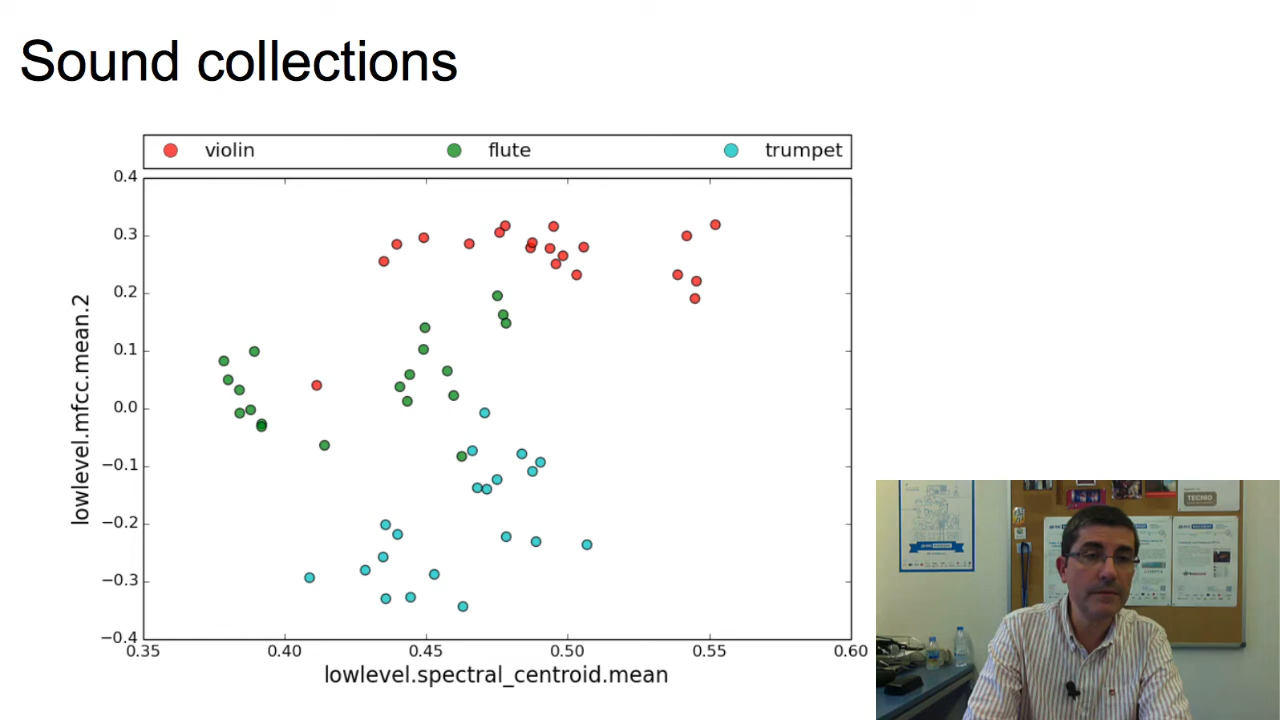 Sound collections
violin flute trumpet
0.4
0.3
0.2
0.1
0.0
−0.1
−0.2
−0.3
−0.4
lowlevel.mfcc.mean.2
0.35 0.40 0.45 0.50 0.55 0.60
lowlevel.spectral_centroid.mean
TECNIO